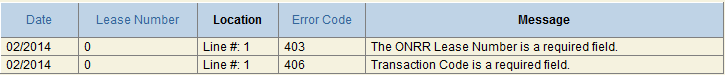 Date Lease Number Location Error Code Message
02/2014 0 Line #: 1 403 The ONRR Lease Number is a required field.
02/2014 0 Line #: 1 406 Transaction Code is a required field.